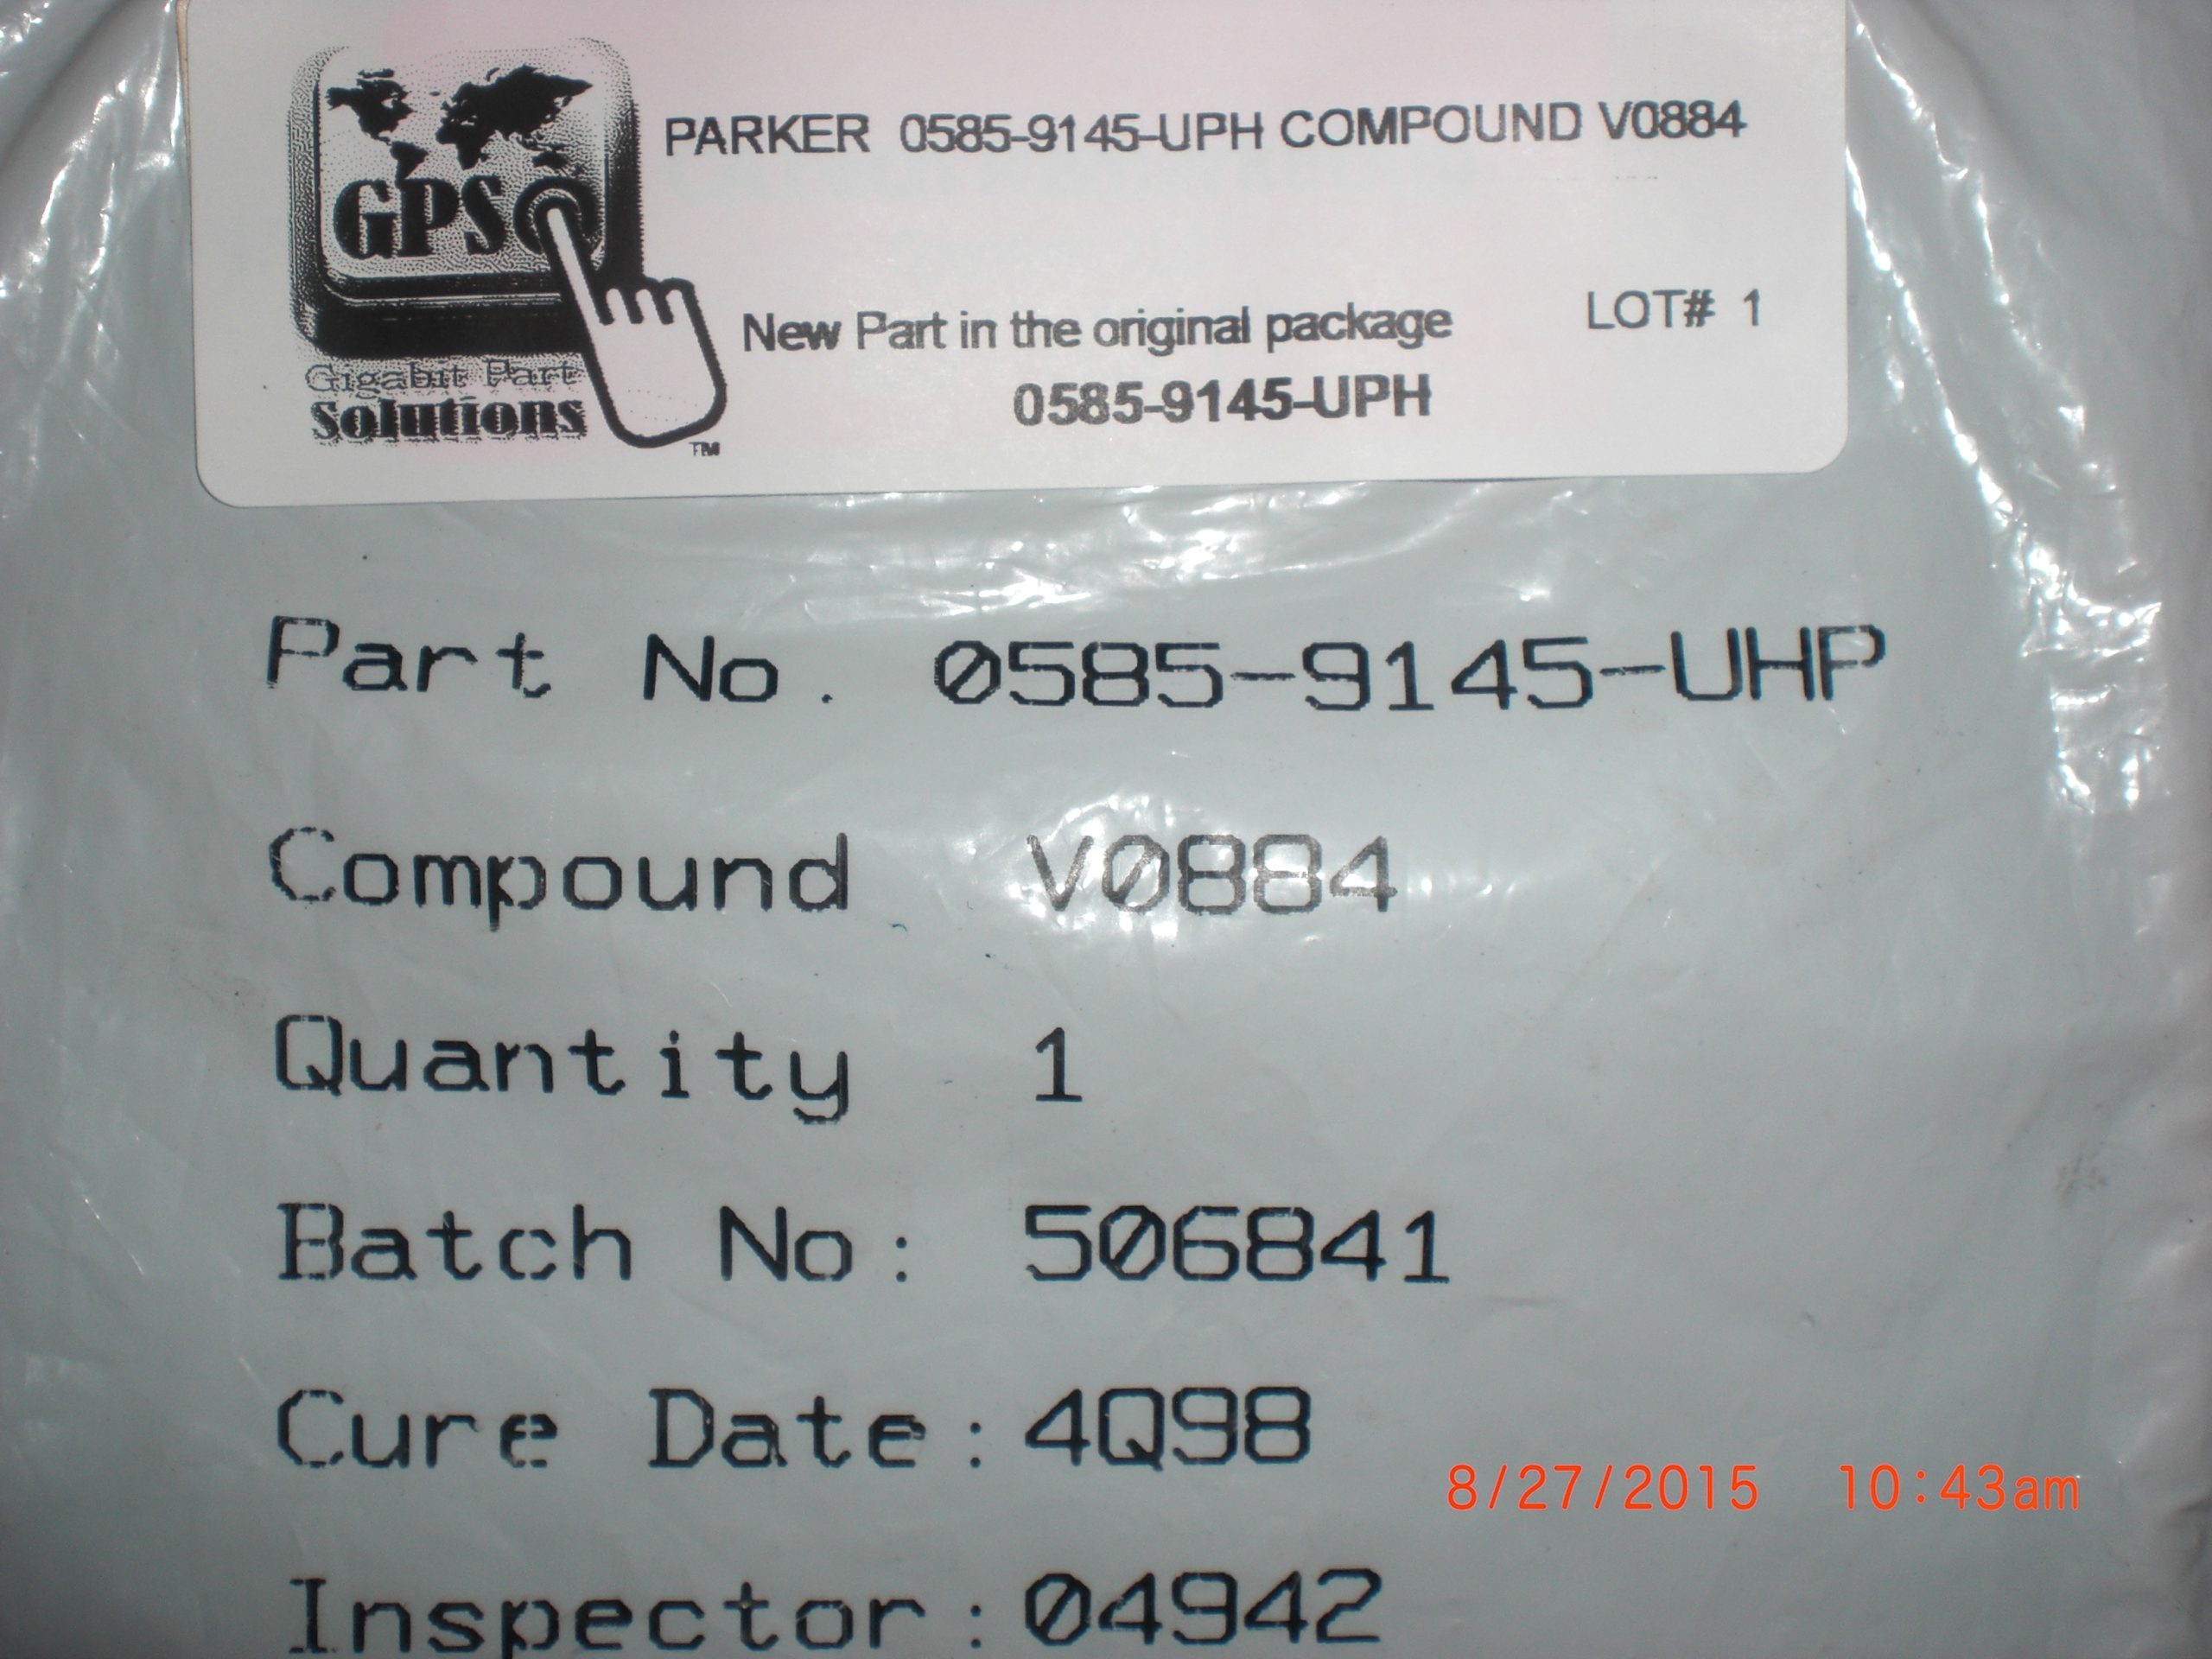 PARKER 0585-9145-UPH COMPOUND V0884
GPS
New Part in the original package LOT# 1
0585-9145-UPH
Gigabit Part
Solutions
TM
Part No. 0585-9145-UHP
Compound V0884
Quantity 1
Batch No: 506841
Cure Date: 4Q98
8/27/2015 10:43am
Inspector: 04942